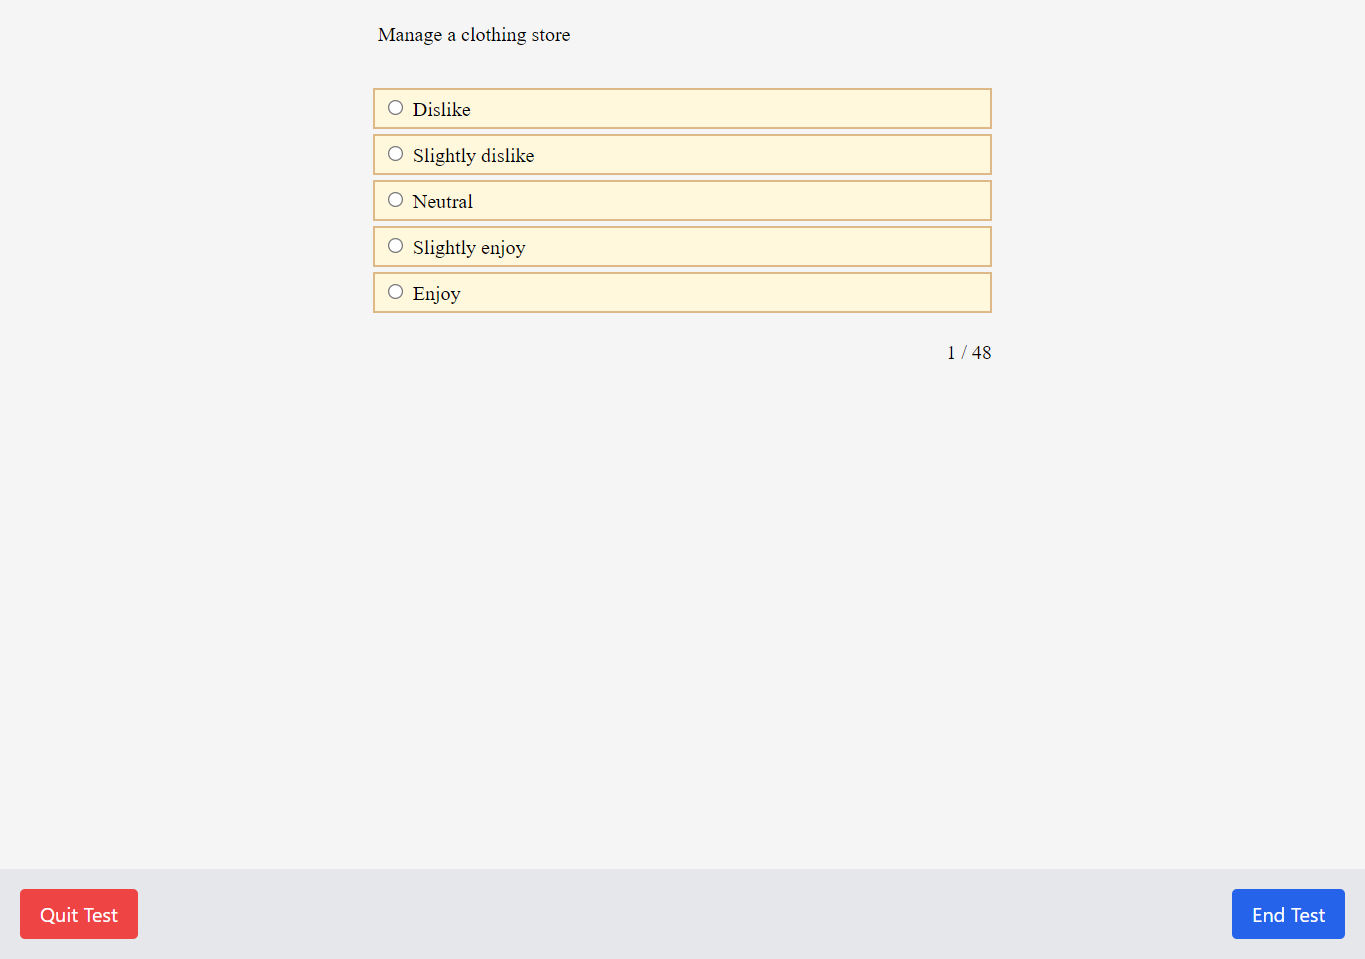 Manage a clothing store
Dislike
Slightly dislike
Neutral
Slightly enjoy
Enjoy
1 / 48
Quit Test
End Test